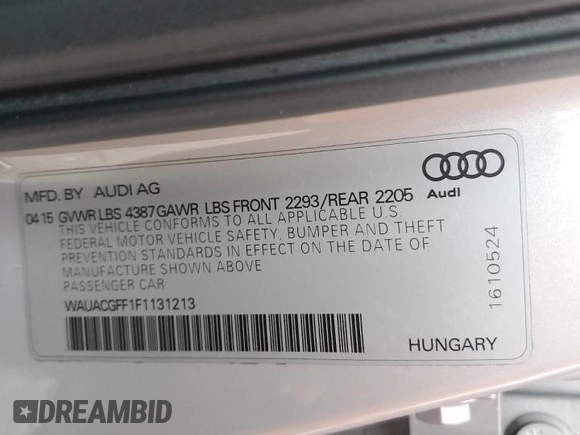 MFD. BY AUDI AG
04 15 GVWR LBS 4387 GAWR LBS FRONT 2293/REAR 2205
THIS VEHICLE CONFORMS TO ALL APPLICABLE U.S.
FEDERAL MOTOR VEHICLE SAFETY, BUMPER AND THEFT
PREVENTION STANDARDS IN EFFECT ON THE DATE OF
MANUFACTURE SHOWN ABOVE
PASSENGER CAR
WAUACGFF1F1131213
Audi
1610524
HUNGARY
DREAMBID